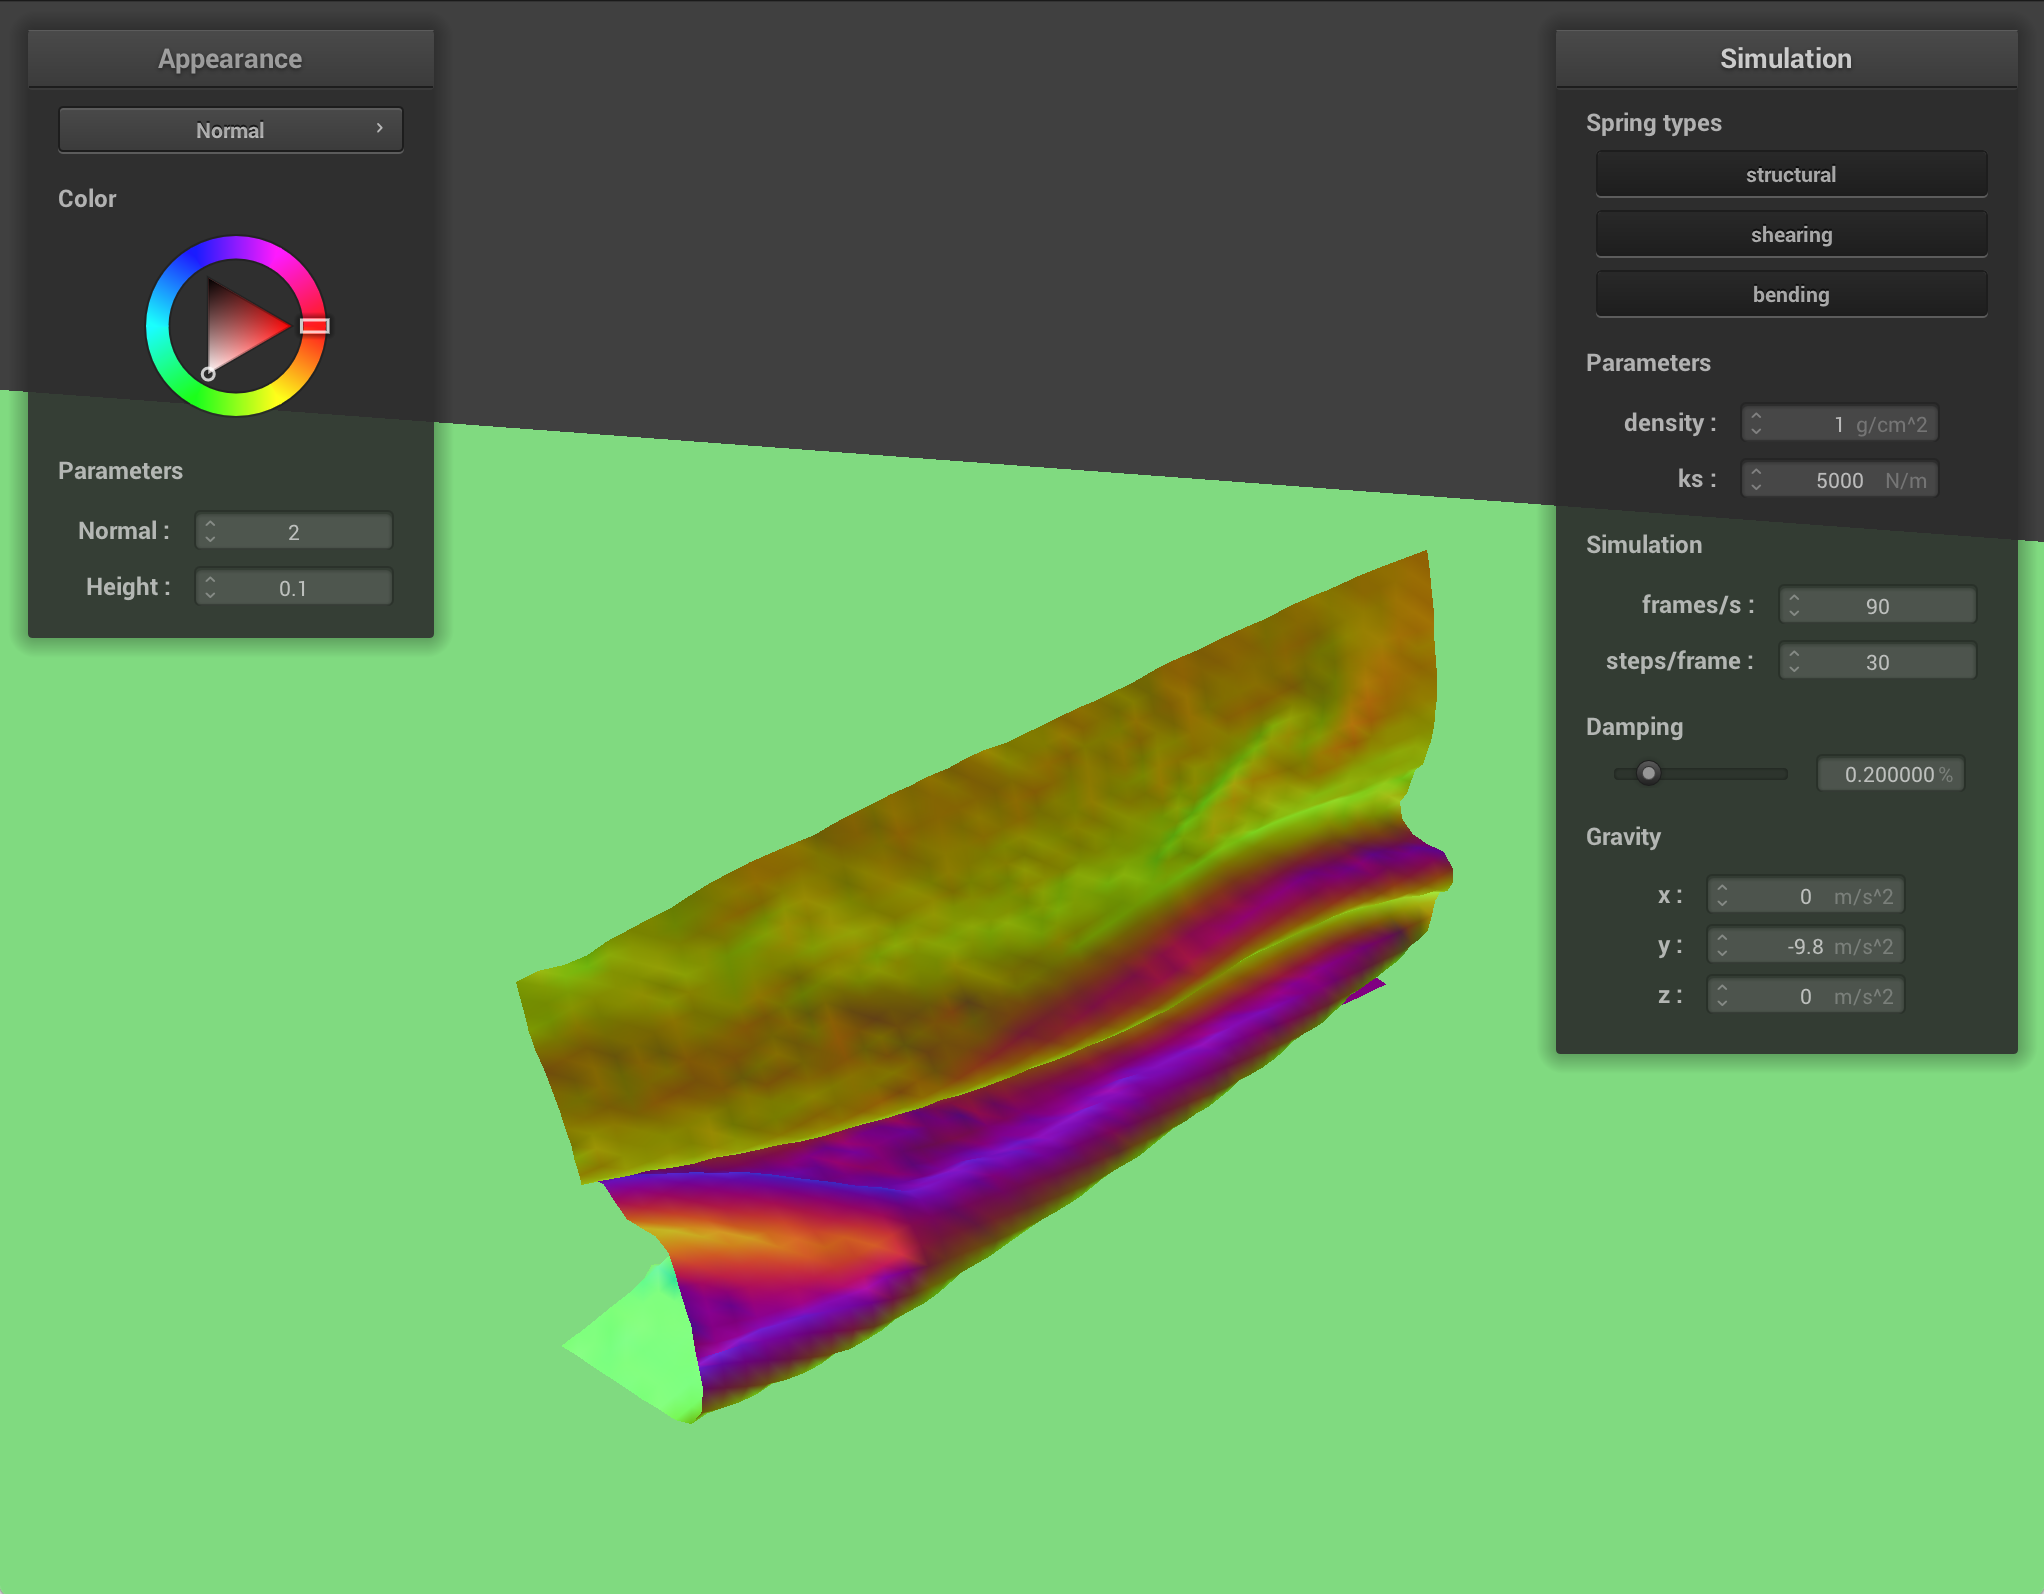 Appearance
Normal
Color
Parameters
Normal : 2
Height : 0.1
Simulation
Spring types
structural
shearing
bending
Parameters
density : 1 g/cm^2
ks : 5000 N/m
Simulation
frames/s : 90
steps/frame : 30
Damping
0.200000 %
Gravity
x : 0 m/s^2
y : -9.8 m/s^2
z : 0 m/s^2